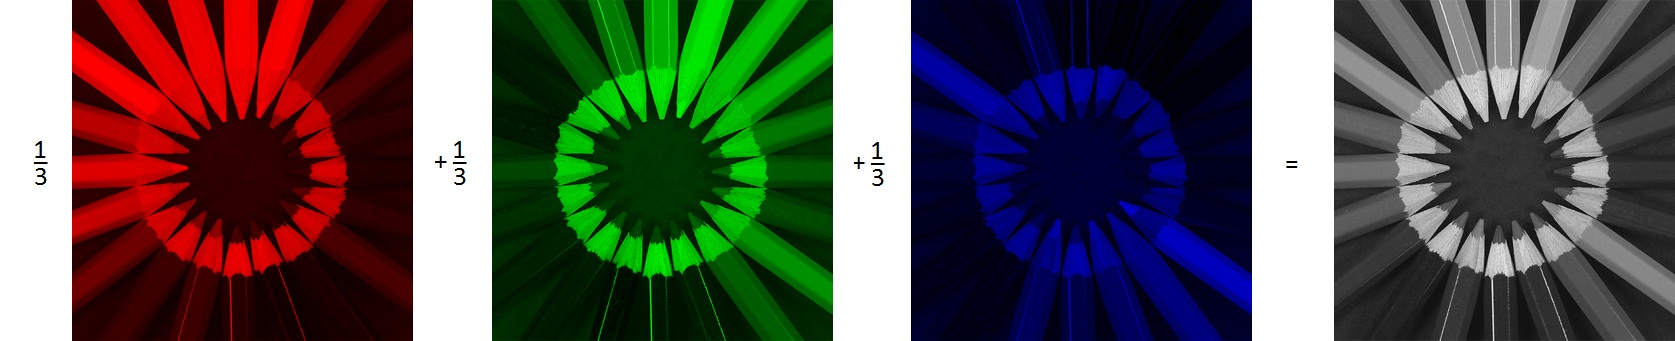 1/3 + 1/3 + 1/3 =